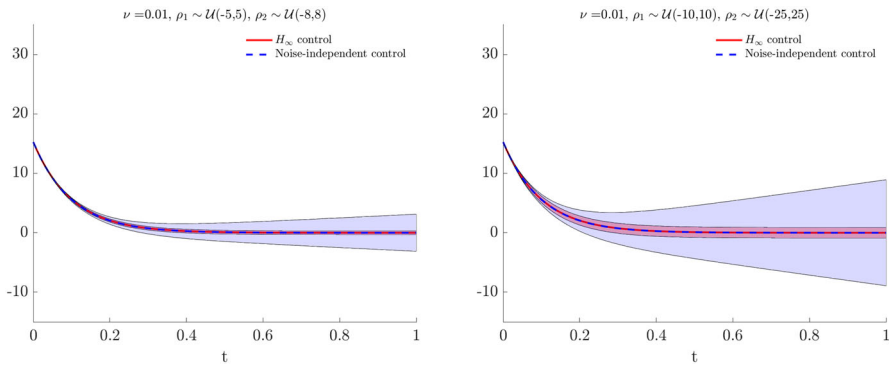 ν =0.01, ρ₁ ∼ 𝒰(-5,5), ρ₂ ∼ 𝒰(-8,8)
H∞ control
Noise-independent control
30
20
10
0
-10
0
0.2
0.4
0.6
0.8
1
t
ν =0.01, ρ₁ ∼ 𝒰(-10,10), ρ₂ ∼ 𝒰(-25,25)
H∞ control
Noise-independent control
30
20
10
0
-10
0
0.2
0.4
0.6
0.8
1
t